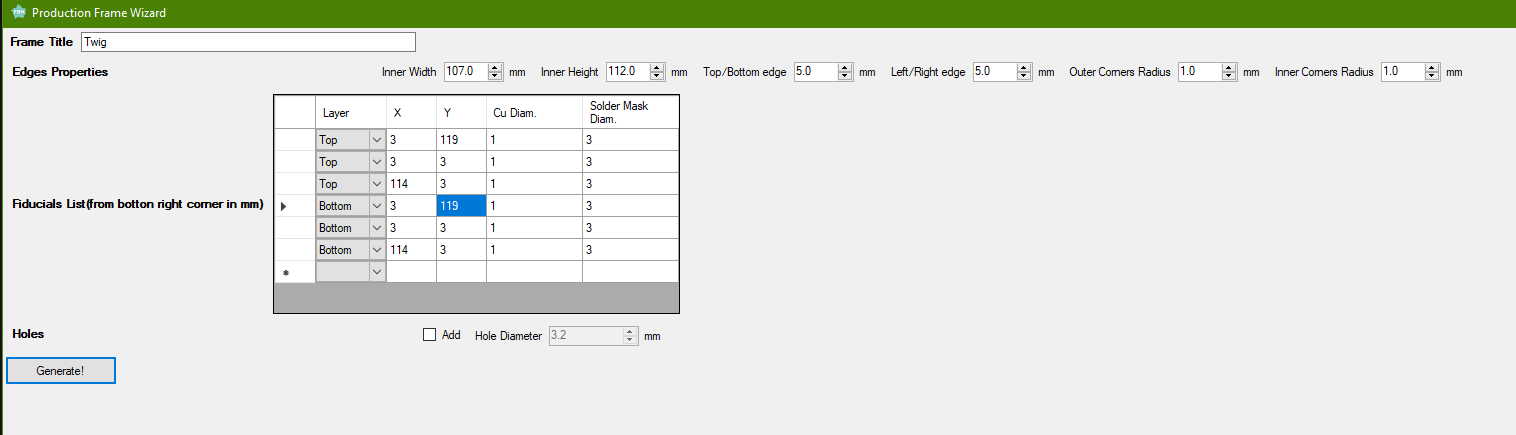 Production Frame Wizard
Frame Title Twig
Edges Properties Inner Width 107.0 mm Inner Height 112.0 mm Top/Bottom edge 5.0 mm Left/Right edge 5.0 mm Outer Corners Radius 1.0 mm Inner Corners Radius 1.0 mm
Layer X Y Cu Diam. Solder Mask Diam.
Top 3 119 1 3
Top 3 3 1 3
Top 114 3 1 3
Fiducials List(from botton right corner in mm) Bottom 3 119 1 3
Bottom 3 3 1 3
Bottom 114 3 1 3
Holes Add Hole Diameter 3.2 mm
Generate!